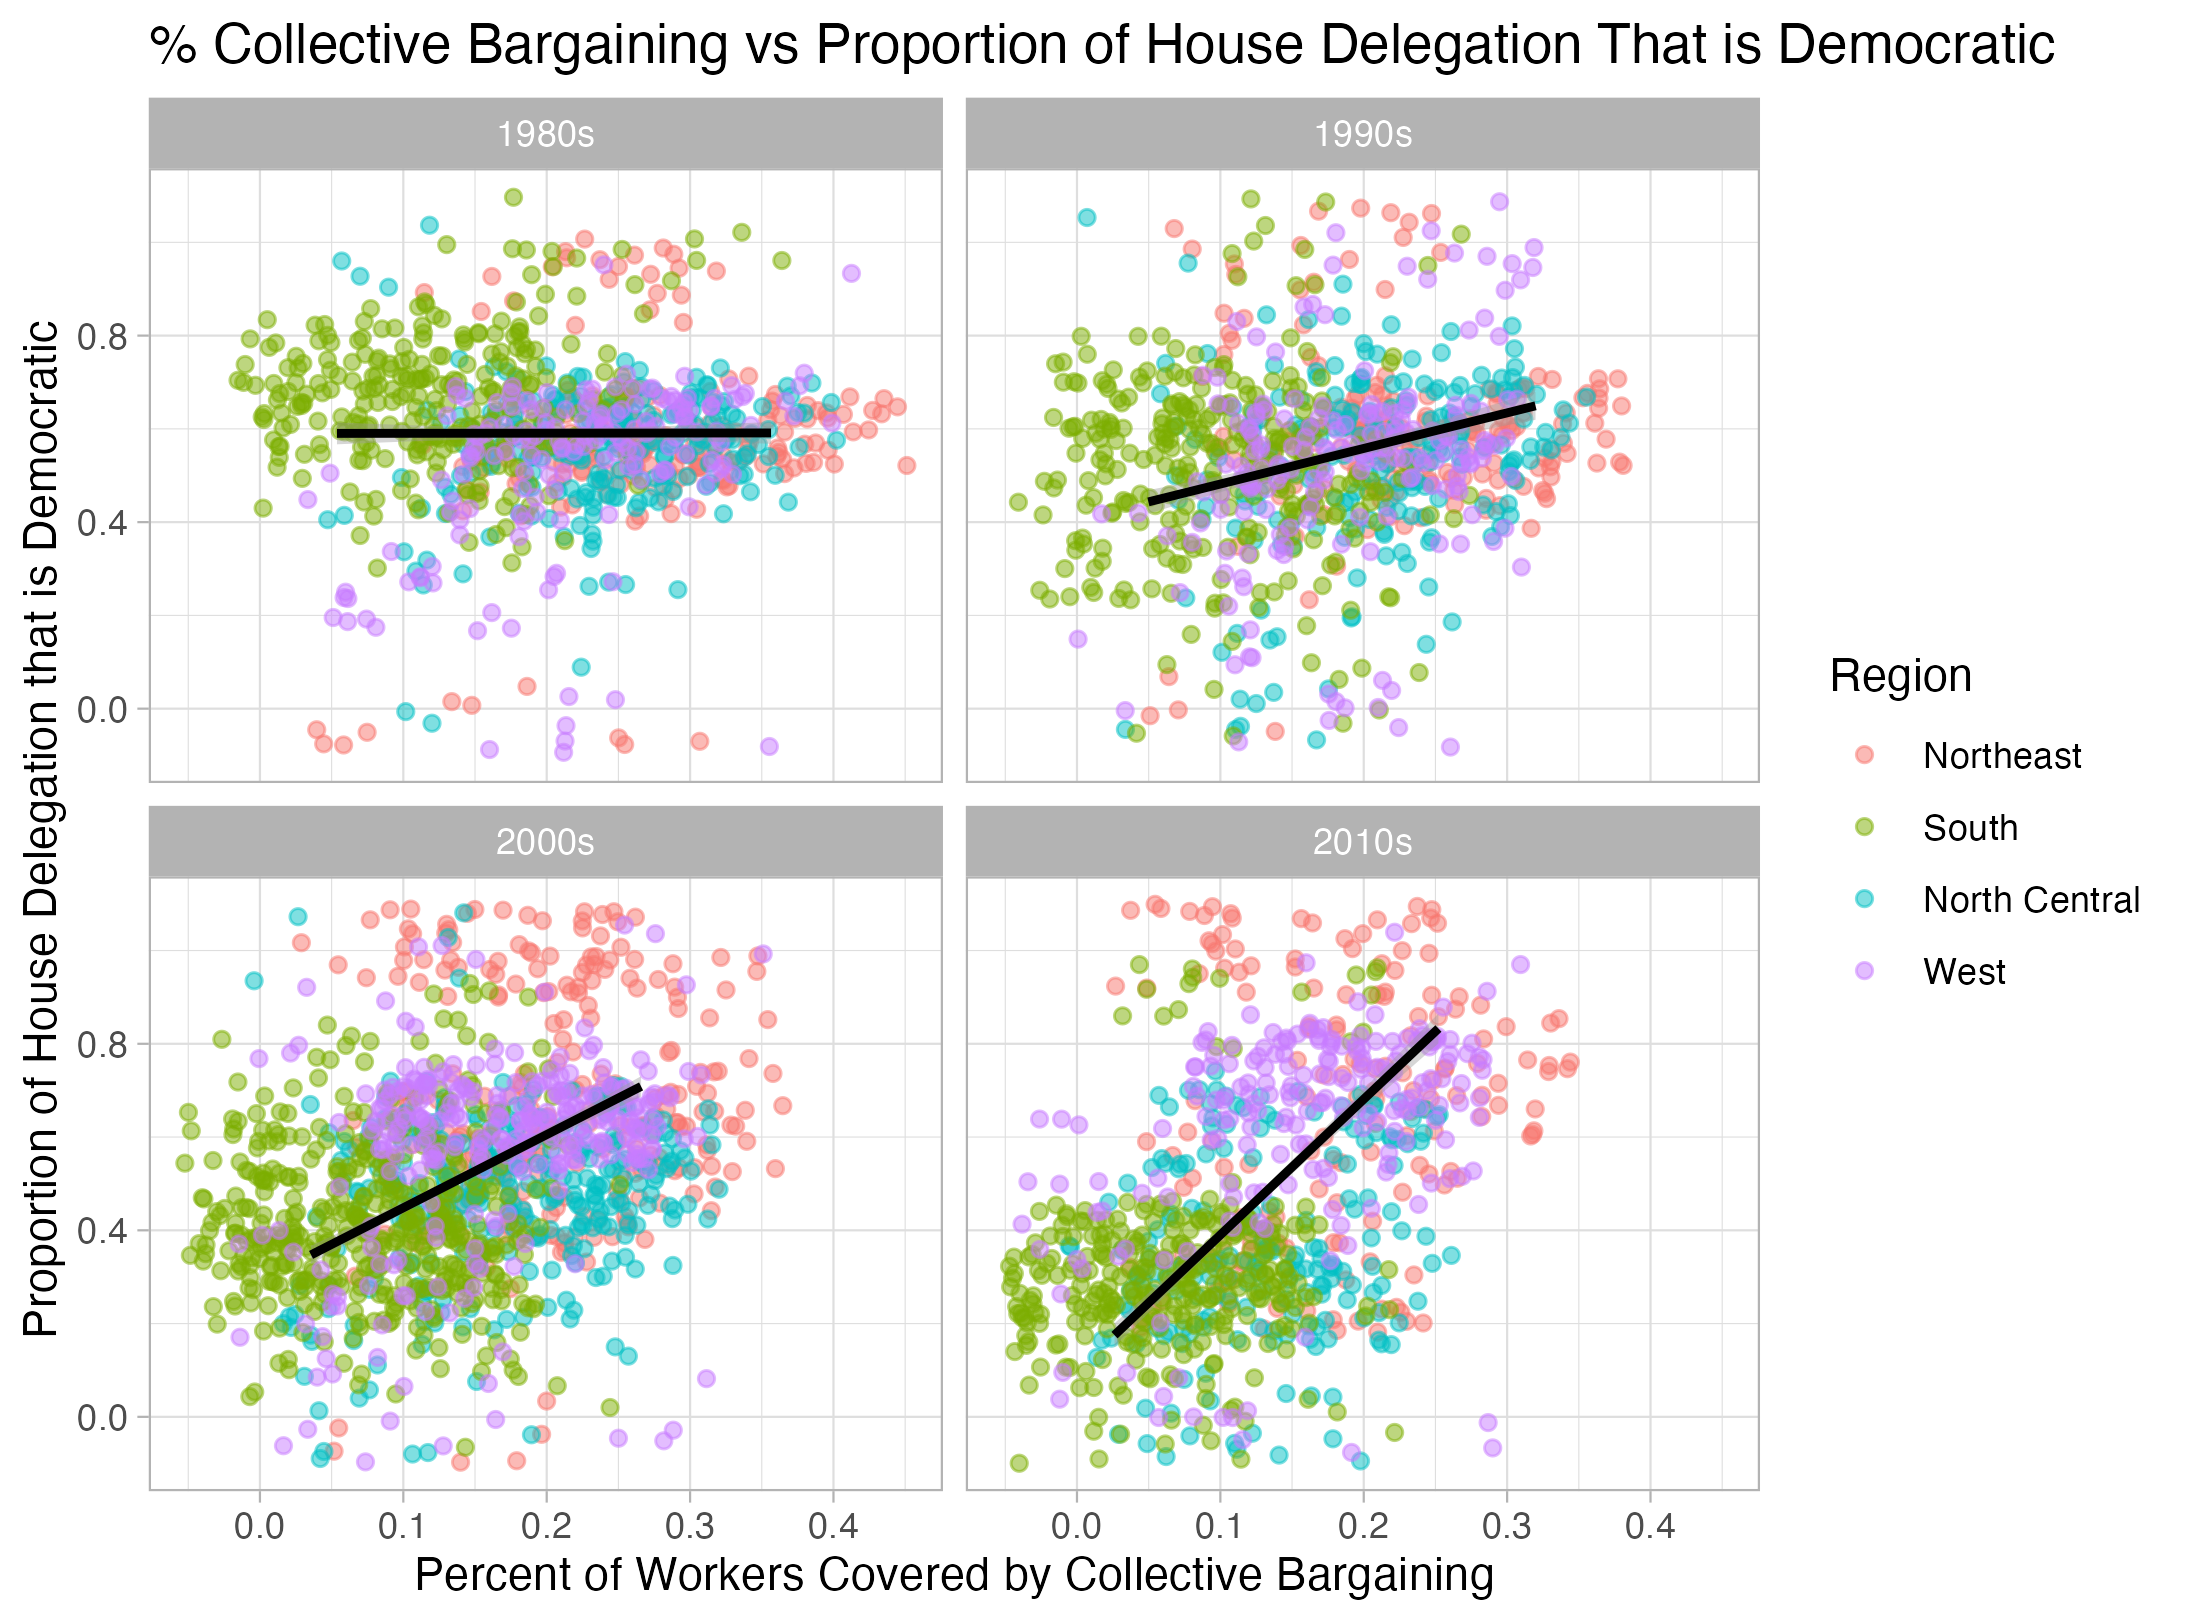 % Collective Bargaining vs Proportion of House Delegation That is Democratic
1980s
1990s
0.8
0.4
0.0
2000s
2010s
0.8
0.4
0.0
0.0 0.1 0.2 0.3 0.4
0.0 0.1 0.2 0.3 0.4
Percent of Workers Covered by Collective Bargaining
Proportion of House Delegation that is Democratic
Region
Northeast
South
North Central
West